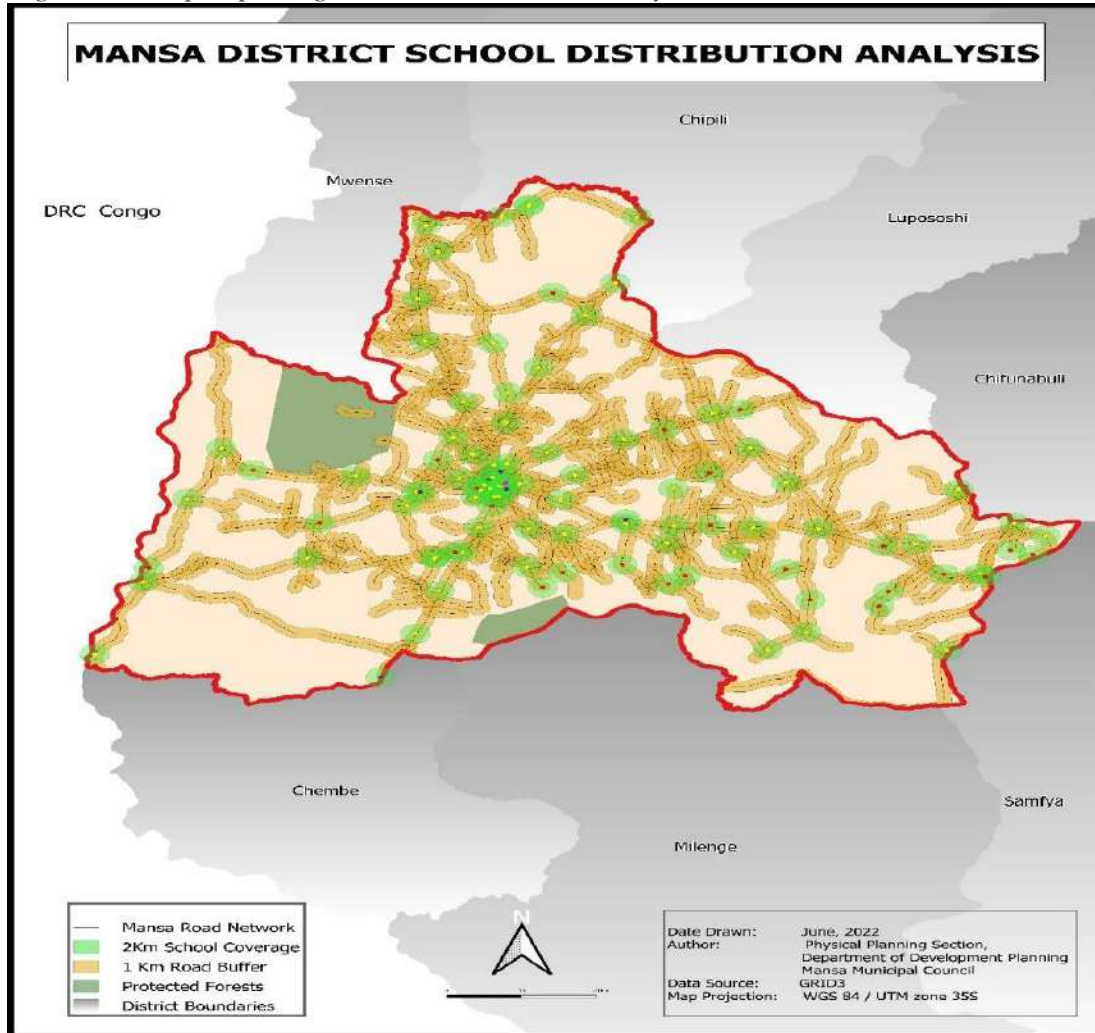 MANSA DISTRICT SCHOOL DISTRIBUTION ANALYSIS
Chipili
Mwense
DRC Congo
Lupososhi
Chifunabuli
Chembe
Samfya
Milenge
N
Mansa Road Network
2Km School Coverage
1 Km Road Buffer
Protected Forests
District Boundaries
Date Drawn: June, 2022
Author: Physical Planning Section,
Department of Development Planning
Mansa Municipal Council
Data Source: GRID3
Map Projection: WGS 84 / UTM zone 35S